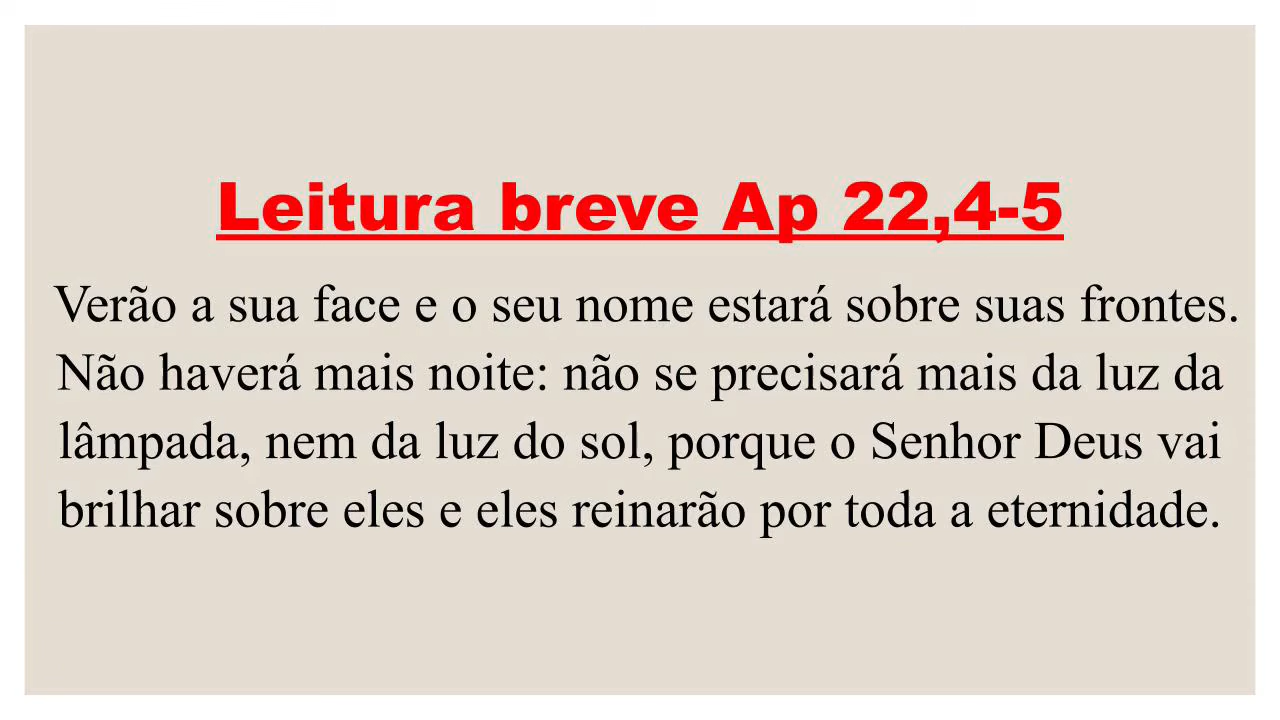 Leitura breve Ap 22,4-5
Verão a sua face e o seu nome estará sobre suas frontes.
Não haverá mais noite: não se precisará mais da luz da
lâmpada, nem da luz do sol, porque o Senhor Deus vai
brilhar sobre eles e eles reinarão por toda a eternidade.